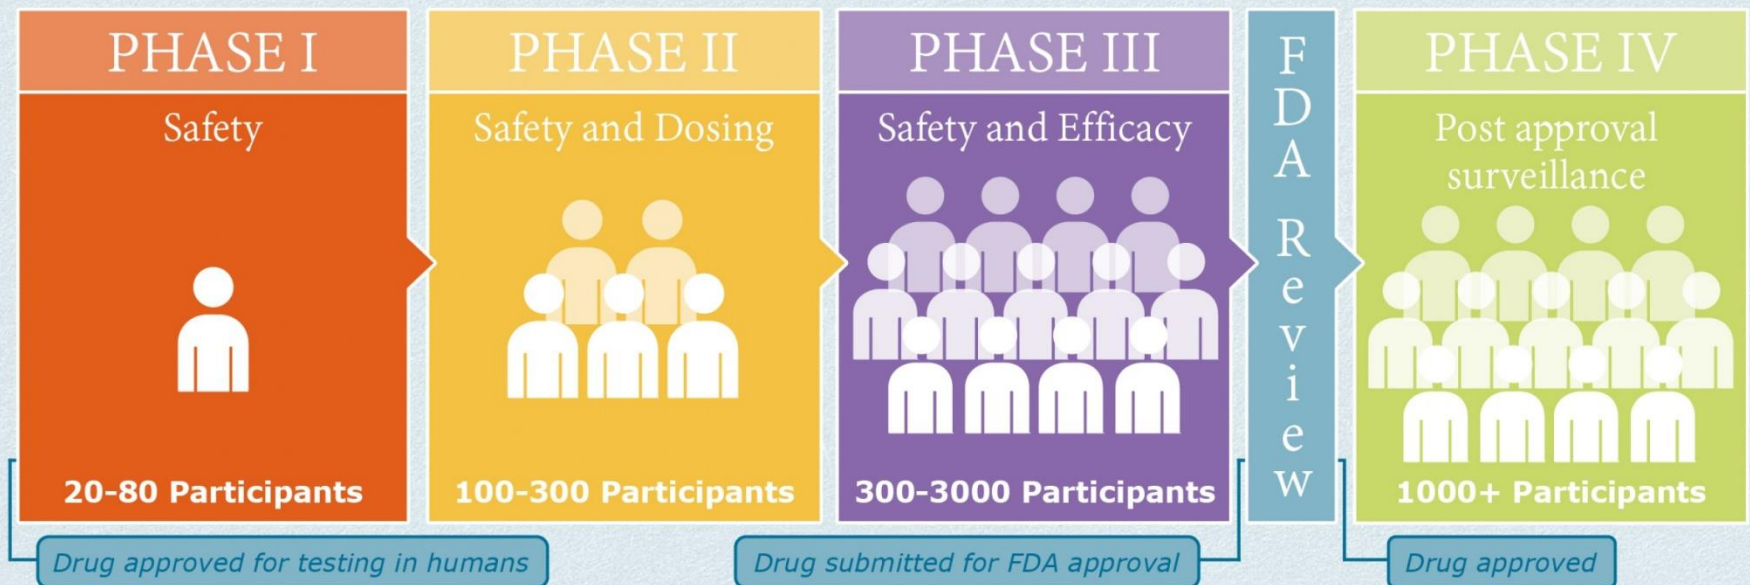 PHASE I
Safety
20-80 Participants
PHASE II
Safety and Dosing
100-300 Participants
PHASE III
Safety and Efficacy
300-3000 Participants
FDA Review
PHASE IV
Post approval
surveillance
1000+ Participants
Drug approved for testing in humans
Drug submitted for FDA approval
Drug approved